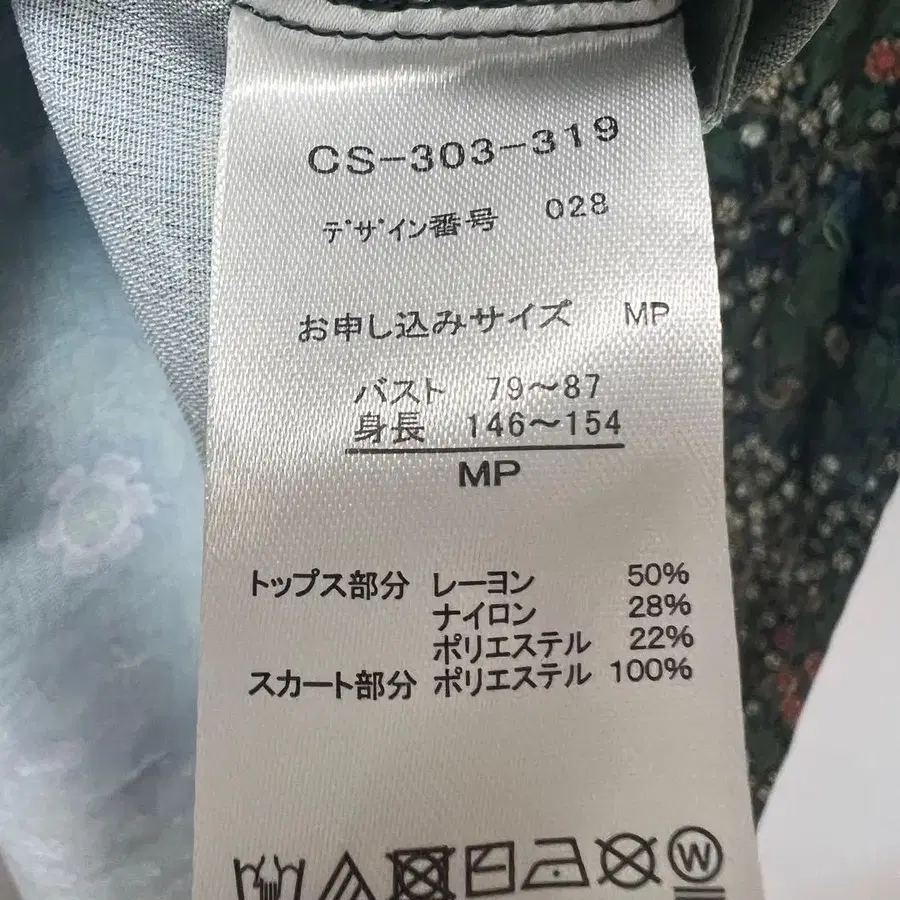 CS-303-319
デザイン番号 028
お申し込みサイズ MP
バスト 79〜87
身長 146〜154
MP
トップス部分 レーヨン 50%
ナイロン 28%
ポリエステル 22%
スカート部分 ポリエステル 100%
W